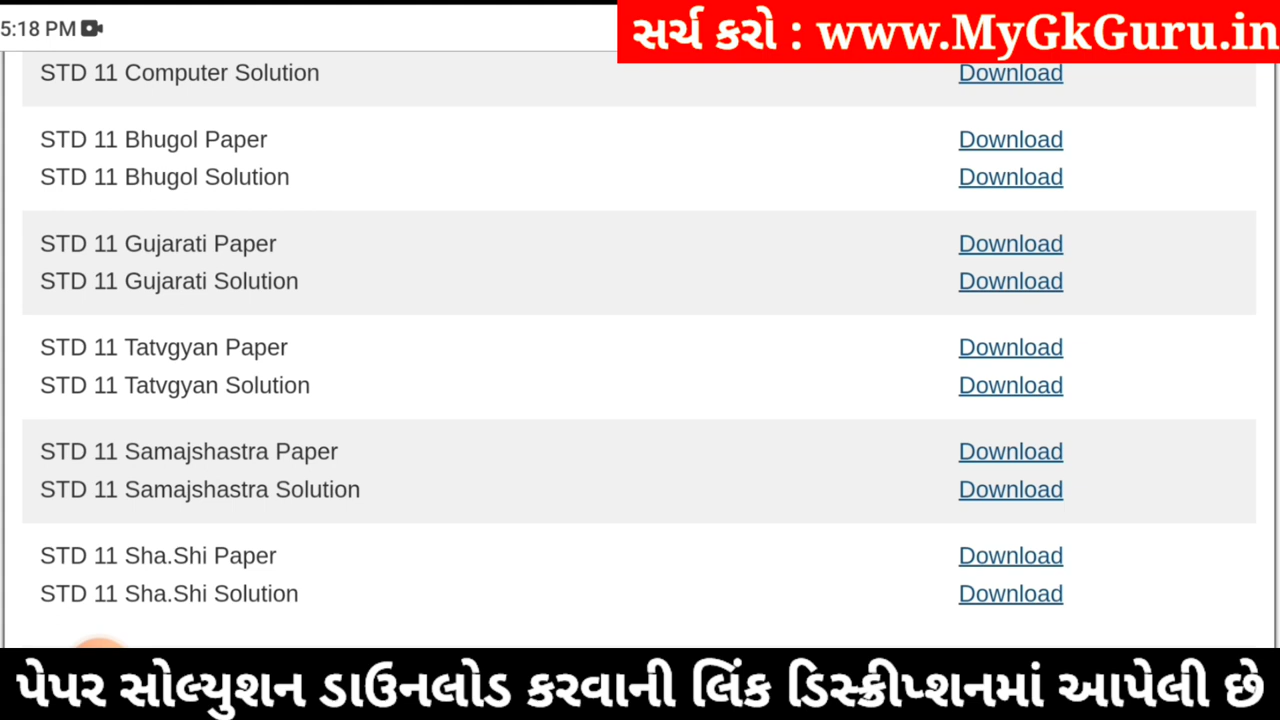 5:18 PM
સર્ચ કરો : www.MyGkGuru.in
STD 11 Computer Solution Download
STD 11 Bhugol Paper Download
STD 11 Bhugol Solution Download
STD 11 Gujarati Paper Download
STD 11 Gujarati Solution Download
STD 11 Tatvgyan Paper Download
STD 11 Tatvgyan Solution Download
STD 11 Samajshastra Paper Download
STD 11 Samajshastra Solution Download
STD 11 Sha.Shi Paper Download
STD 11 Sha.Shi Solution Download
પેપર સોલ્યુશન ડાઉનલોડ કરવાની લિંક ડિસ્ક્રીપ્શનમાં આપેલી છે